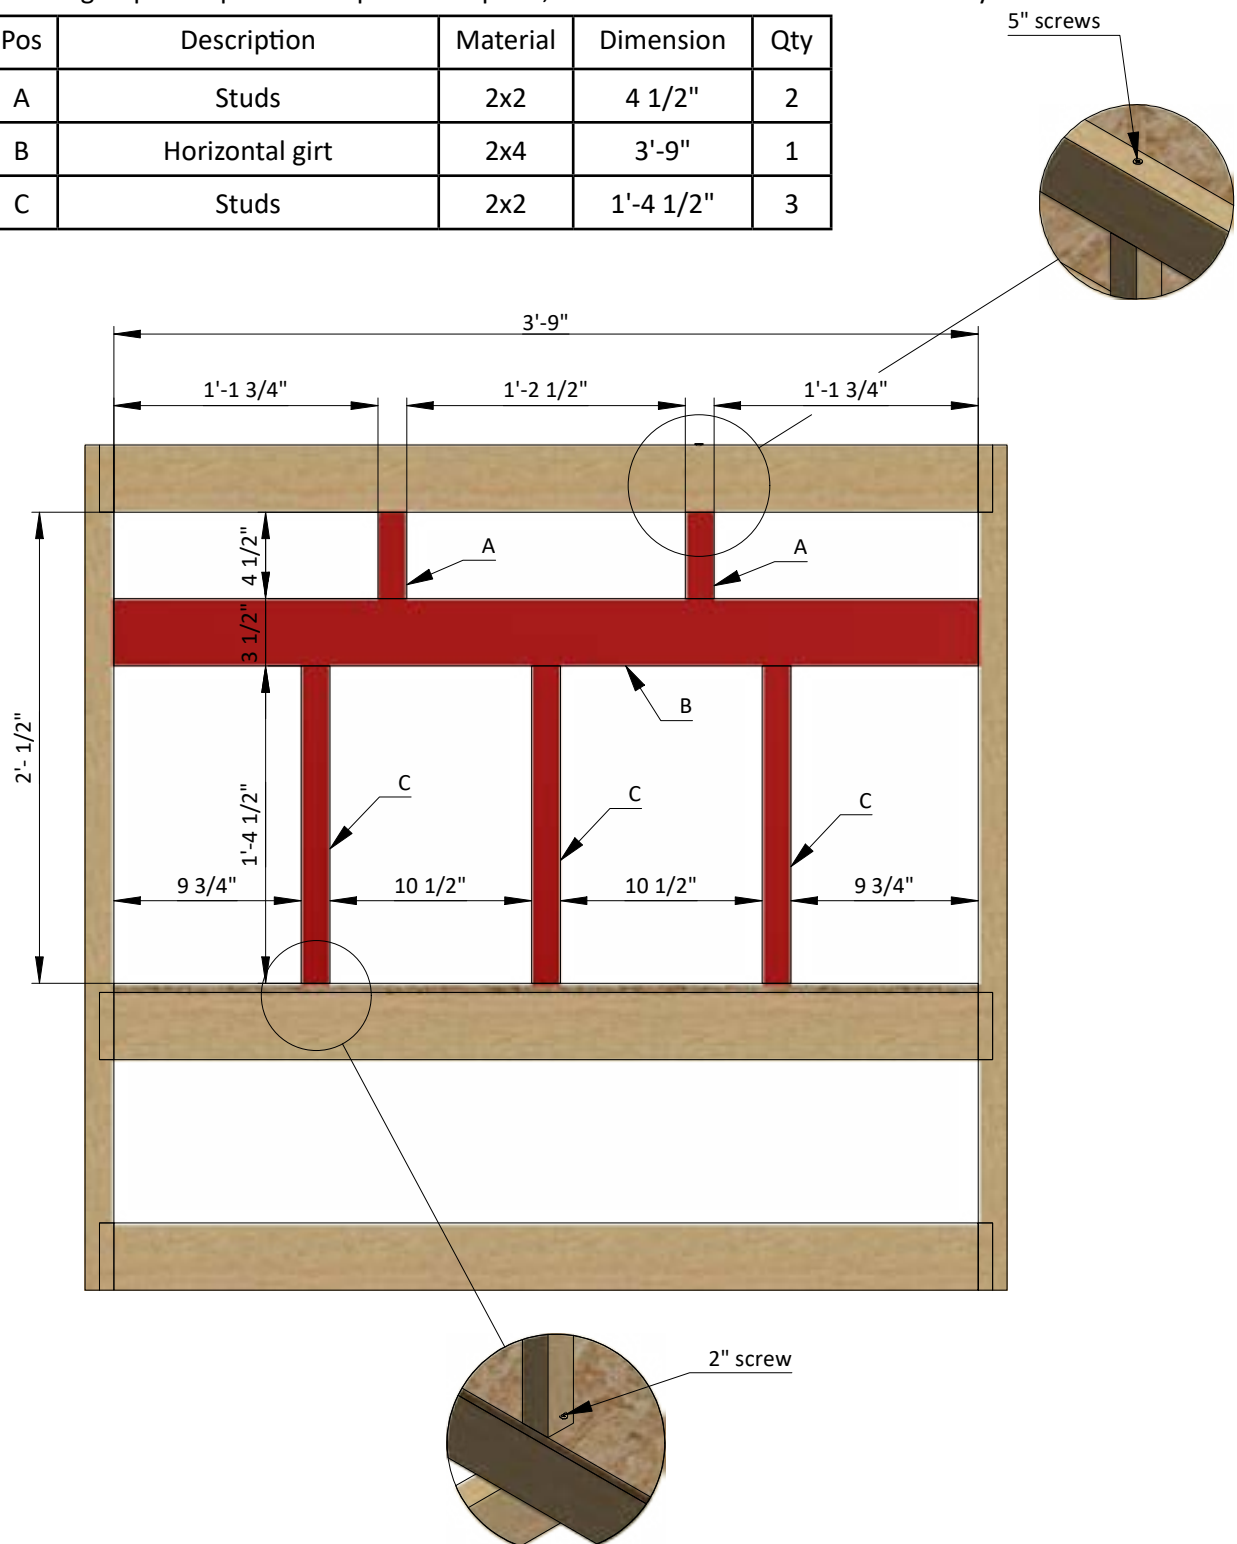 5" screws
Pos Description Material Dimension Qty
A Studs 2x2 4 1/2" 2
B Horizontal girt 2x4 3'-9" 1
C Studs 2x2 1'-4 1/2" 3
3'-9"
1'-1 3/4" 1'-2 1/2" 1'-1 3/4"
4 1/2"
A A
3 1/2"
B
2'- 1/2"
1'-4 1/2"
C C C
9 3/4" 10 1/2" 10 1/2" 9 3/4"
2" screw